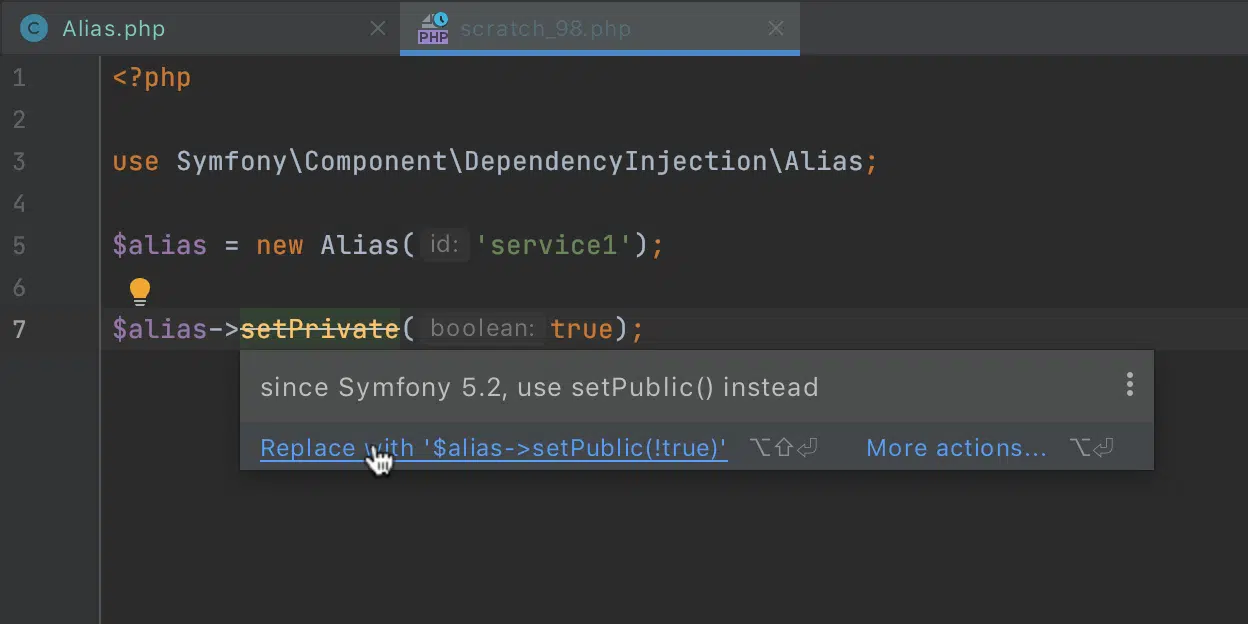 C Alias.php PHP scratch_98.php
1 <?php
2
3 use Symfony\Component\DependencyInjection\Alias;
4
5 $alias = new Alias( id: 'service1');
6
7 $alias->setPrivate( boolean: true);
since Symfony 5.2, use setPublic() instead
Replace with '$alias->setPublic(!true)' ⌥⇧⏎ More actions... ⌥⏎